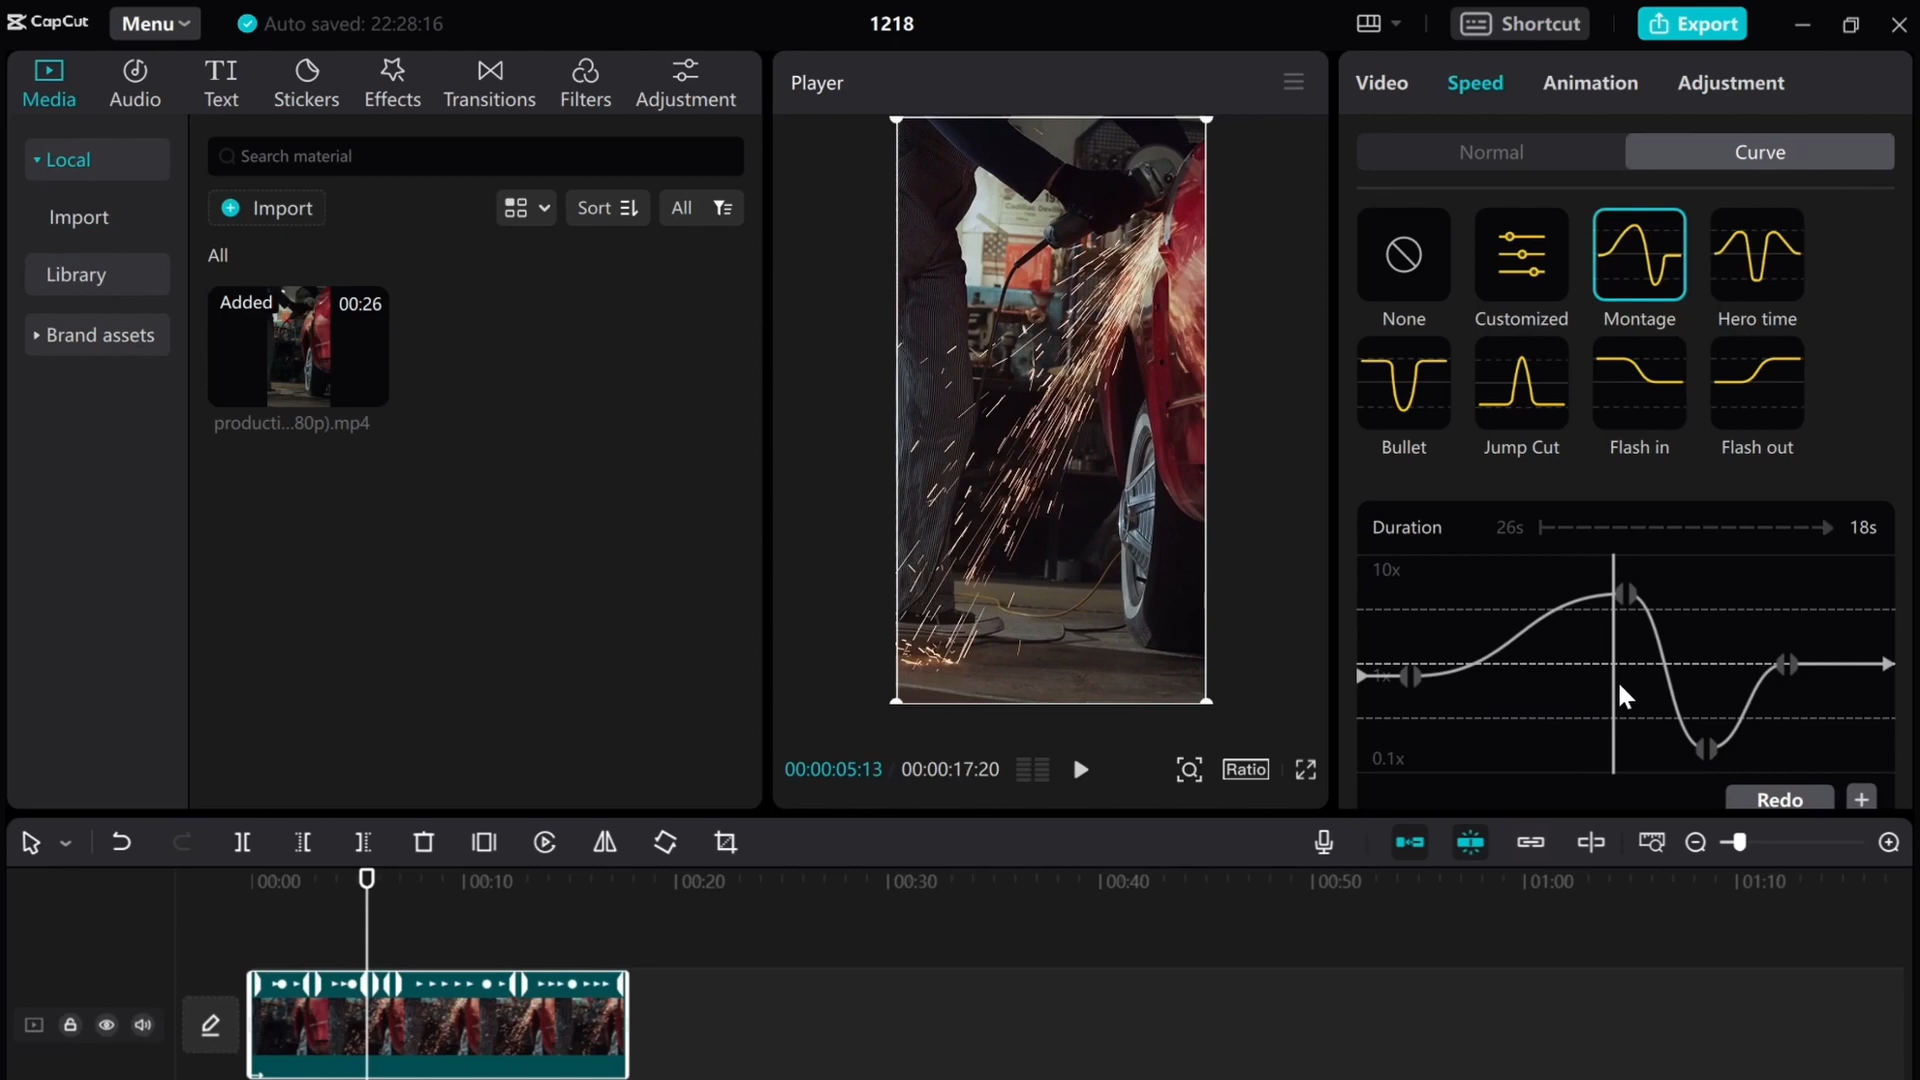 CapCut Menu Auto saved: 22:28:16 1218 Shortcut Export
Media Audio Text Stickers Effects Transitions Filters Adjustment
Player
Video Speed Animation Adjustment
Local
Import
Library
Brand assets
Search material
Import Sort All
All
Added 00:26
producti...80p).mp4
Normal Curve
None Customized Montage Hero time
Bullet Jump Cut Flash in Flash out
Duration 26s 18s
10x
1x
0.1x
Redo
00:00:05:13 00:00:17:20 Ratio
00:00 00:10 00:20 00:30 00:40 00:50 01:00 01:10